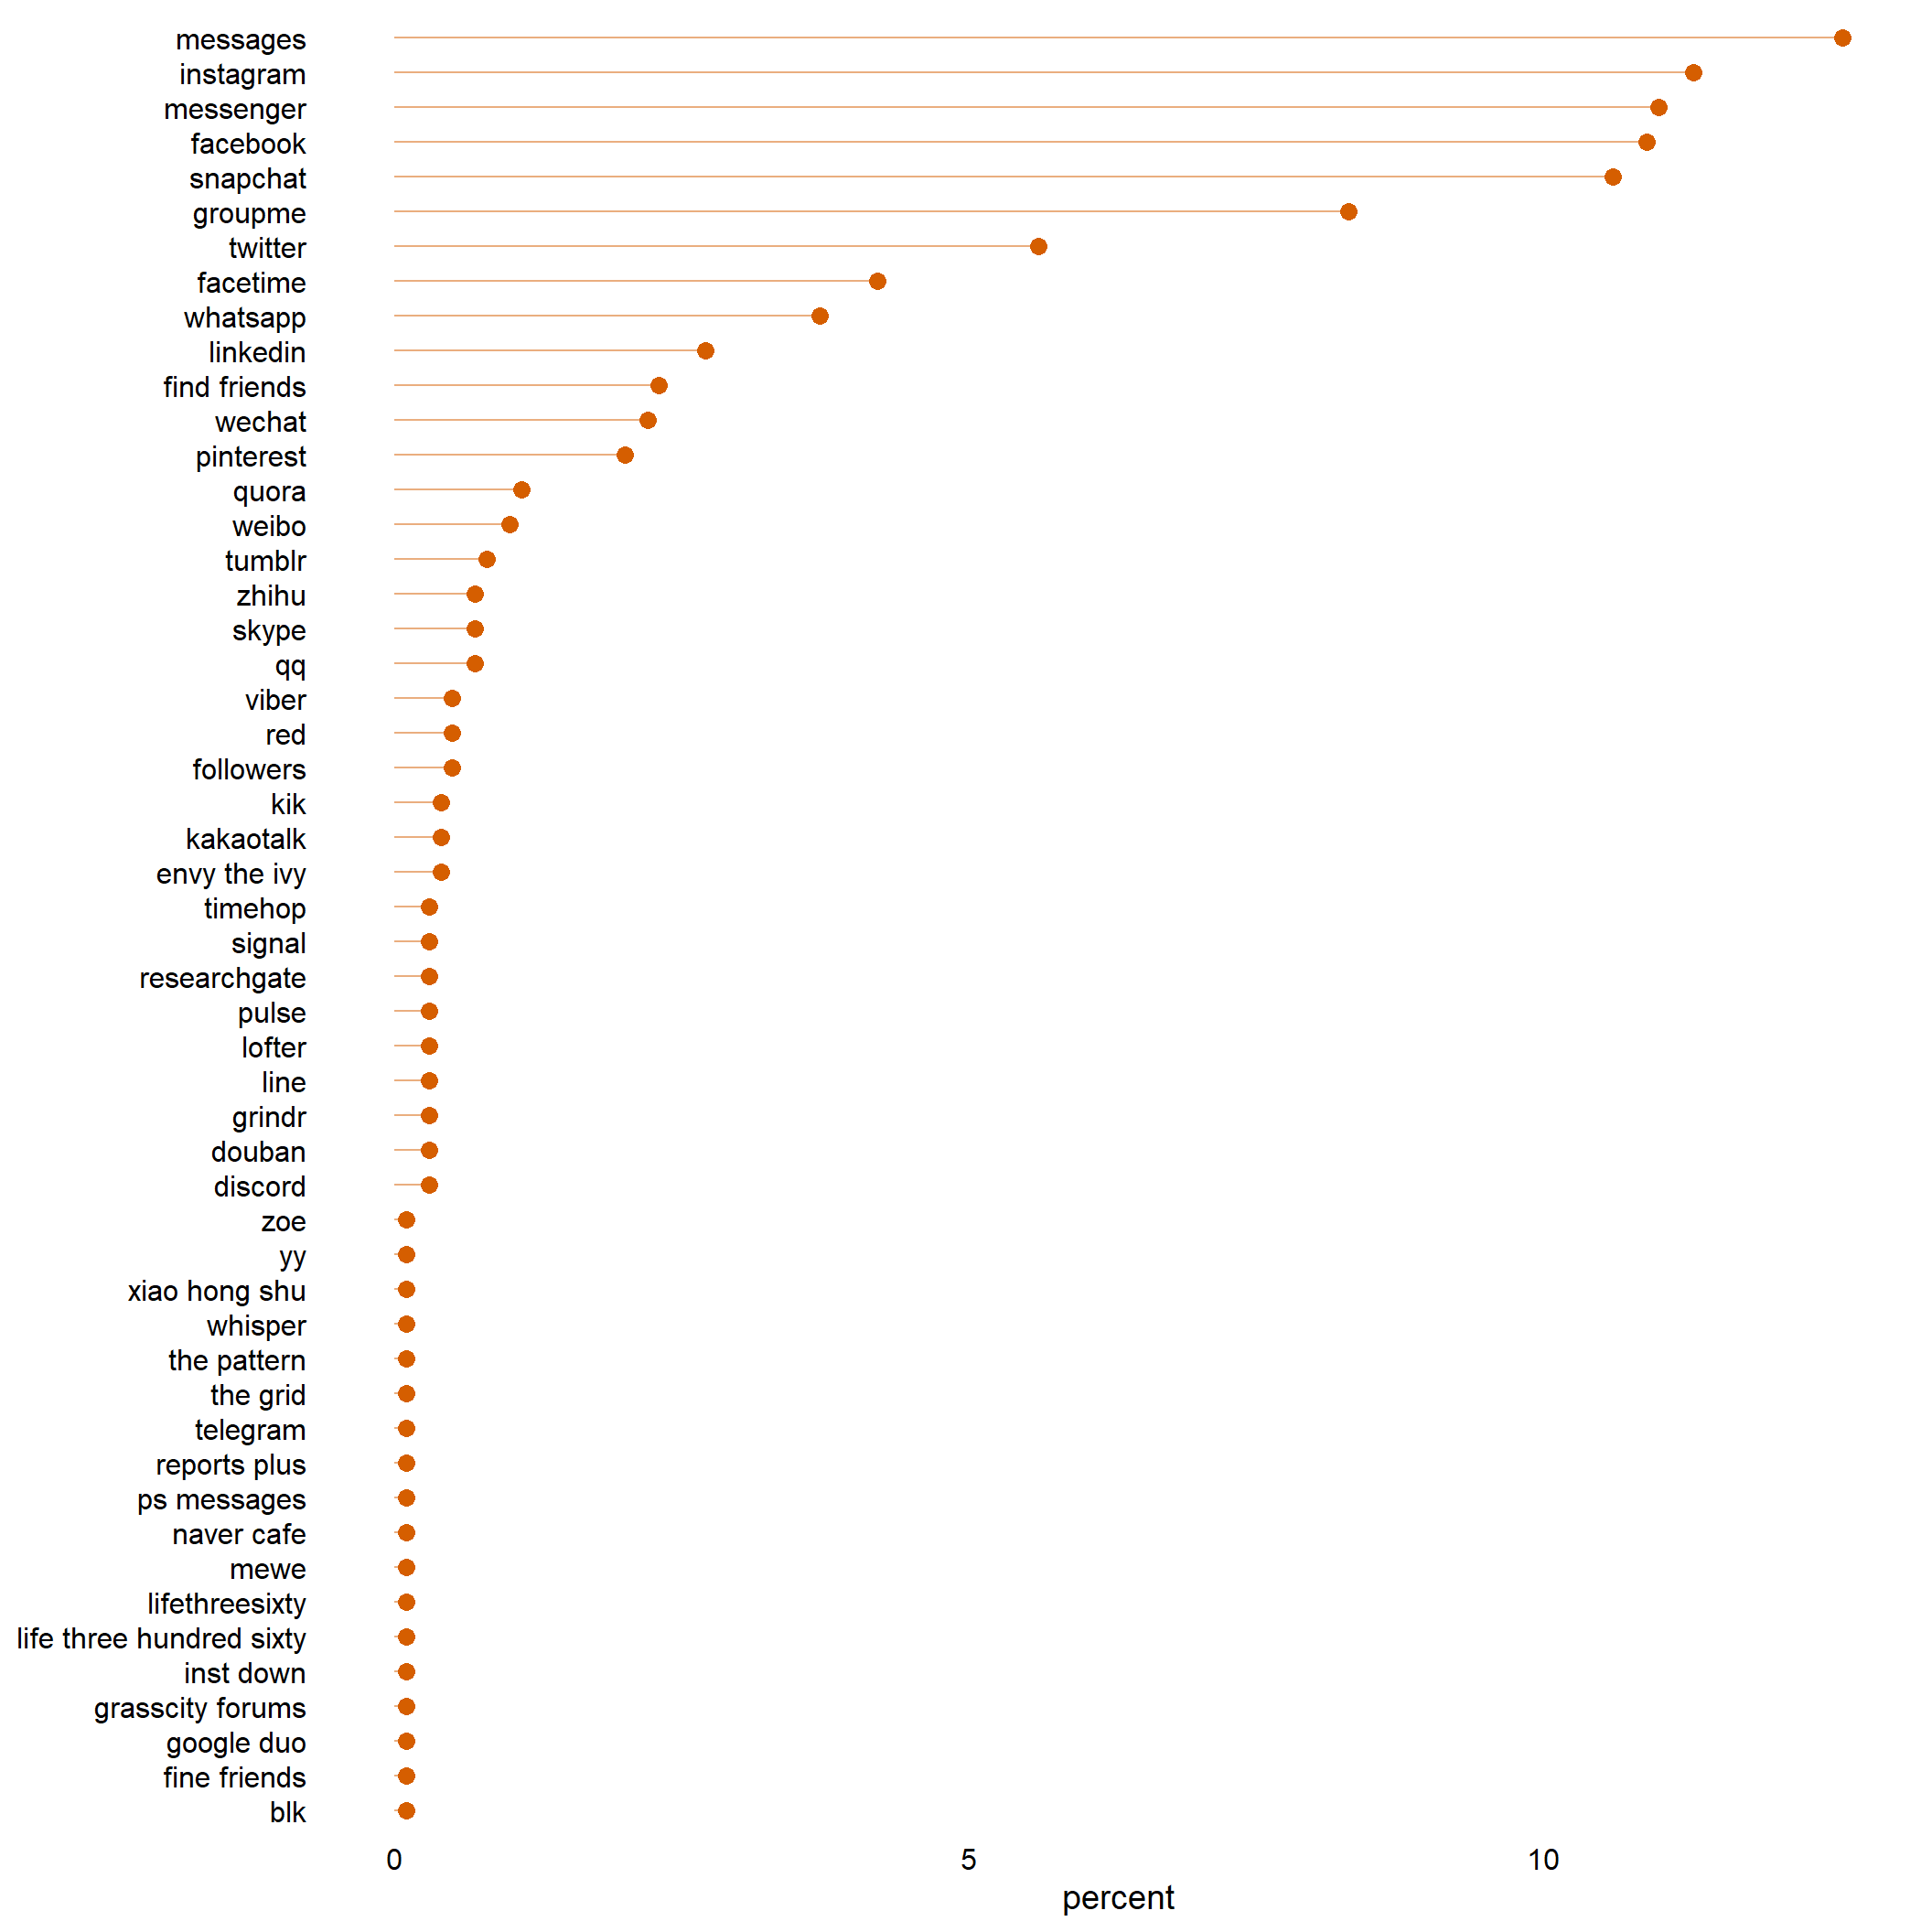 messages
instagram
messenger
facebook
snapchat
groupme
twitter
facetime
whatsapp
linkedin
find friends
wechat
pinterest
quora
weibo
tumblr
zhihu
skype
qq
viber
red
followers
kik
kakaotalk
envy the ivy
timehop
signal
researchgate
pulse
lofter
line
grindr
douban
discord
zoe
yy
xiao hong shu
whisper
the pattern
the grid
telegram
reports plus
ps messages
naver cafe
mewe
lifethreesixty
life three hundred sixty
inst down
grasscity forums
google duo
fine friends
blk
0 5 10
percent